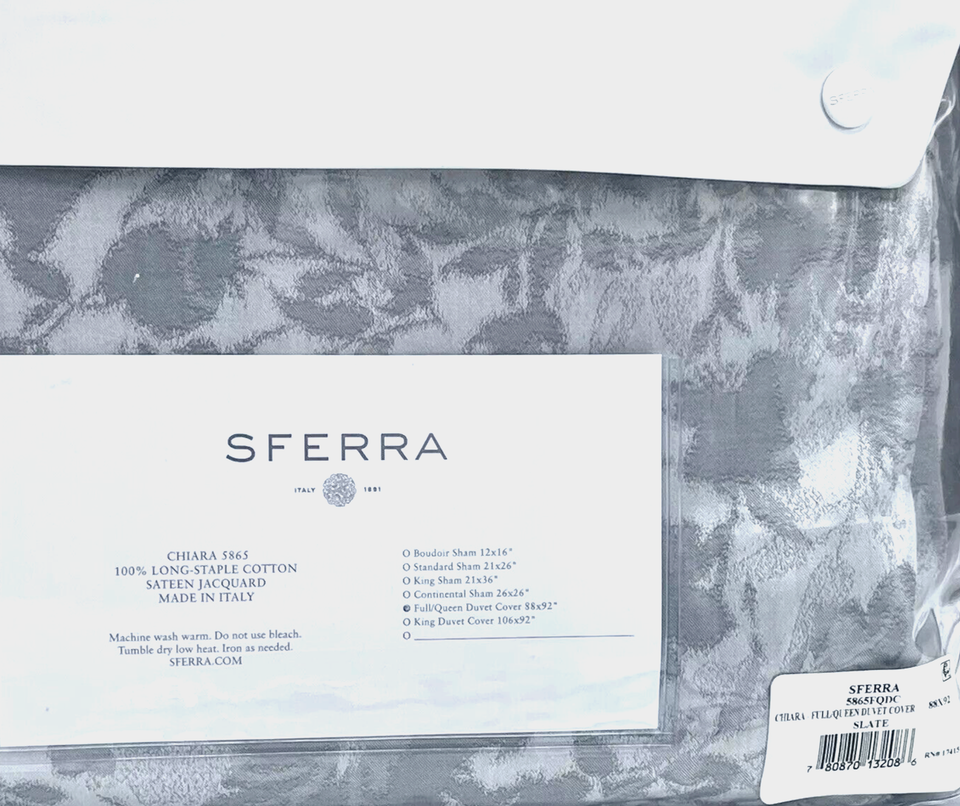 SFERRA
ITALY 1891
CHIARA 5865
100% LONG-STAPLE COTTON
SATEEN JACQUARD
MADE IN ITALY
Machine wash warm. Do not use bleach.
Tumble dry low heat. Iron as needed.
SFERRA.COM
O Boudoir Sham 12x16"
O Standard Sham 21x26"
O King Sham 21x36"
O Continental Sham 26x26"
O Full/Queen Duvet Cover 88x92"
O King Duvet Cover 106x92"
O
SFERRA
5865FQDC
CHIARA - FULL/QUEEN DUVET COVER 88X92
SLATE
7 80870 13208 6
RN#